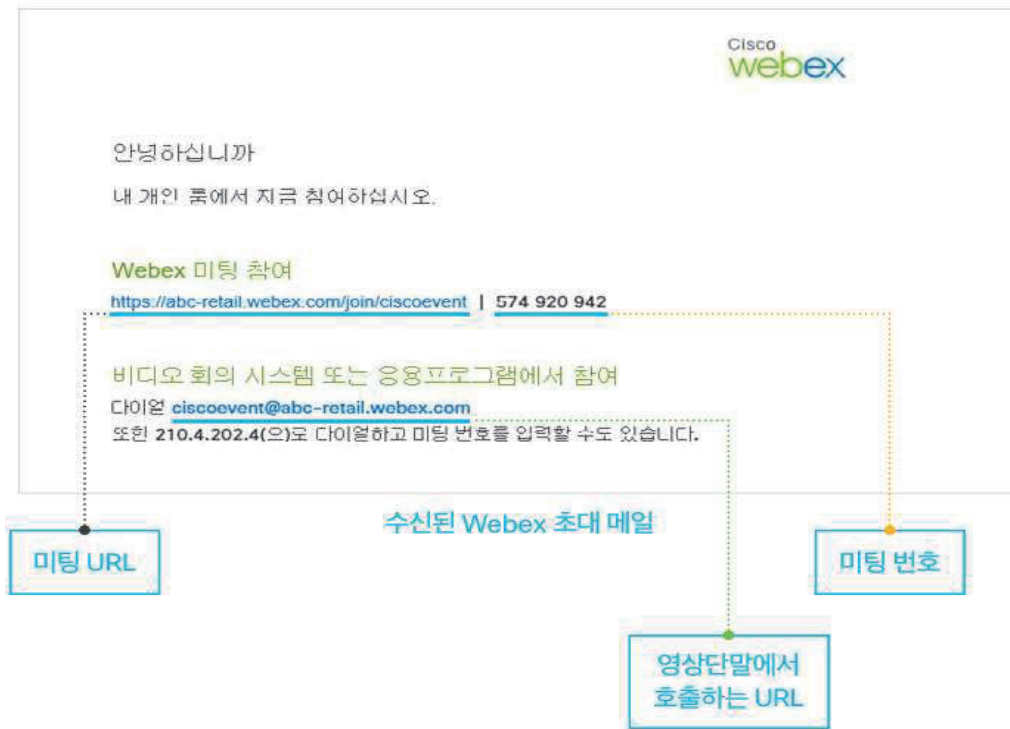 Cisco
webex
안녕하십니까
내 개인 룸에서 지금 참여하십시오.
Webex 미팅 참여
https://abc-retail.webex.com/join/ciscoevent | 574 920 942
비디오 회의 시스템 또는 응용프로그램에서 참여
다이얼 ciscoevent@abc-retail.webex.com
또한 210.4.202.4(으)로 다이얼하고 미팅 번호를 입력할 수도 있습니다.
수신된 Webex 초대 메일
미팅 URL
미팅 번호
영상단말에서
호출하는 URL